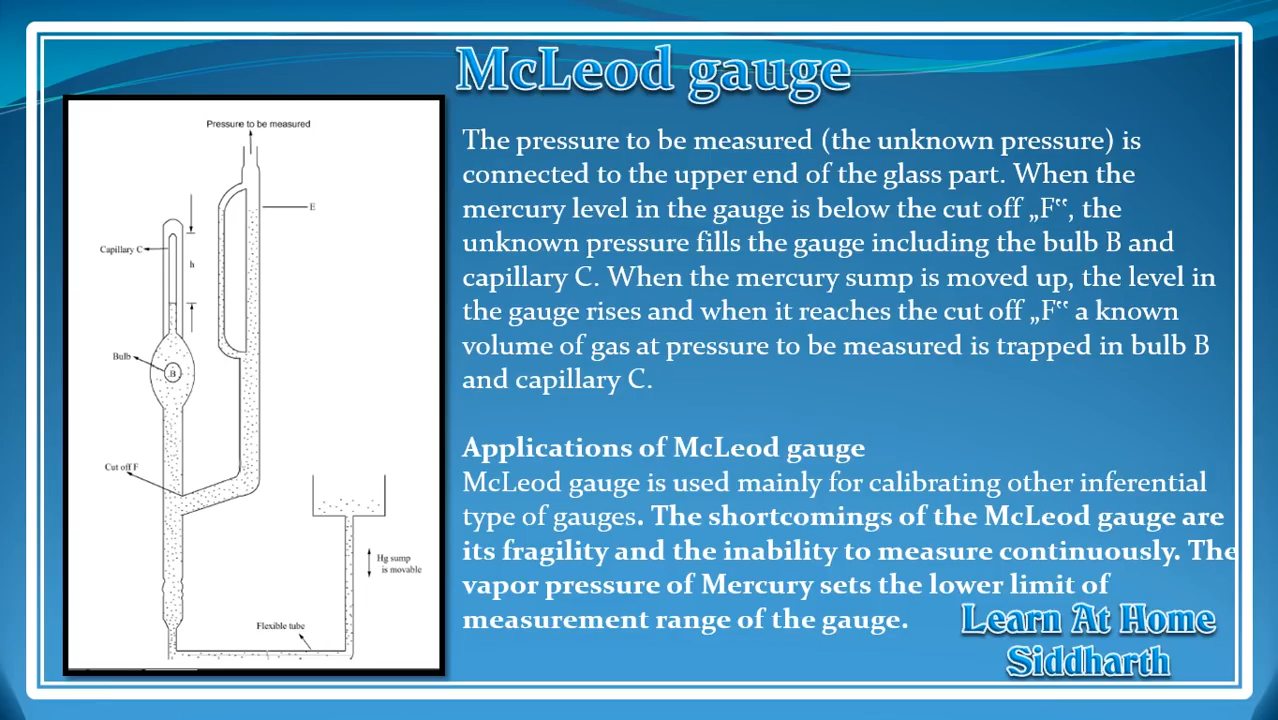 McLeod gauge
Pressure to be measured
E
Capillary C
h
Bulb
B
Cut off F
Hg sump
is movable
Flexible tube
The pressure to be measured (the unknown pressure) is
connected to the upper end of the glass part. When the
mercury level in the gauge is below the cut off „F‟, the
unknown pressure fills the gauge including the bulb B and
capillary C. When the mercury sump is moved up, the level in
the gauge rises and when it reaches the cut off „F‟ a known
volume of gas at pressure to be measured is trapped in bulb B
and capillary C.
Applications of McLeod gauge
McLeod gauge is used mainly for calibrating other inferential
type of gauges. The shortcomings of the McLeod gauge are
its fragility and the inability to measure continuously. The
vapor pressure of Mercury sets the lower limit of
measurement range of the gauge.
Learn At Home
Siddharth